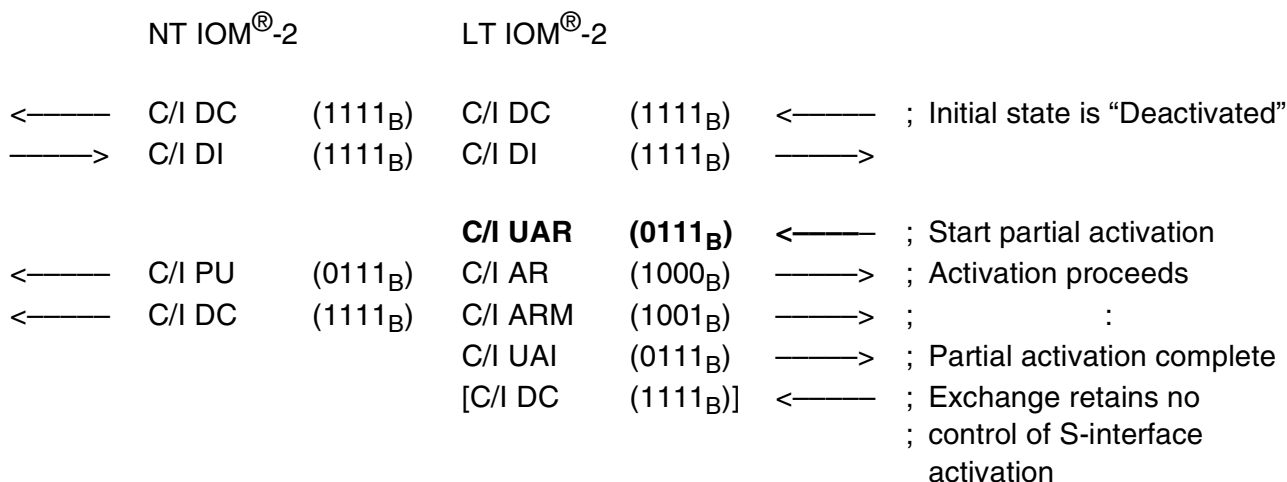 NT IOM®-2 LT IOM®-2
<––––– C/I DC (1111B) C/I DC (1111B) <––––– ; Initial state is “Deactivated”
–––––> C/I DI (1111B) C/I DI (1111B) –––––>
C/I UAR (0111B) <––––– ; Start partial activation
<––––– C/I PU (0111B) C/I AR (1000B) –––––> ; Activation proceeds
<––––– C/I DC (1111B) C/I ARM (1001B) –––––> ; :
C/I UAI (0111B) –––––> ; Partial activation complete
[C/I DC (1111B)] <––––– ; Exchange retains no
; control of S-interface
activation